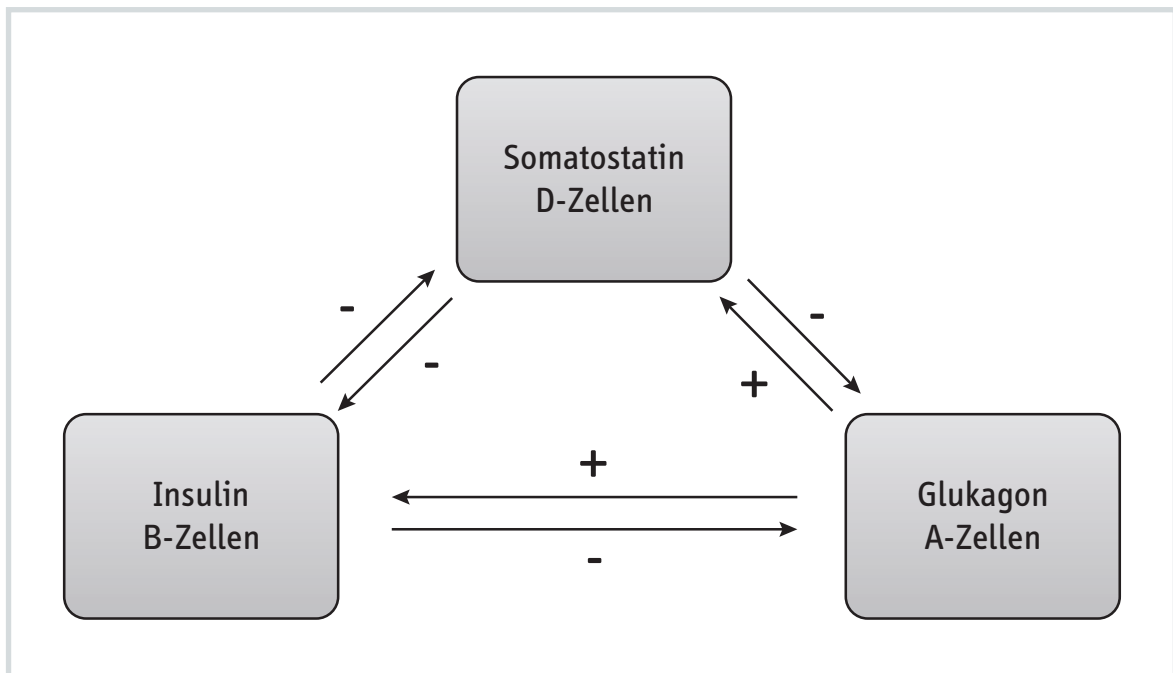 Somatostatin
D-Zellen
-
-
-
+
+
Insulin
B-Zellen
Glukagon
A-Zellen
-